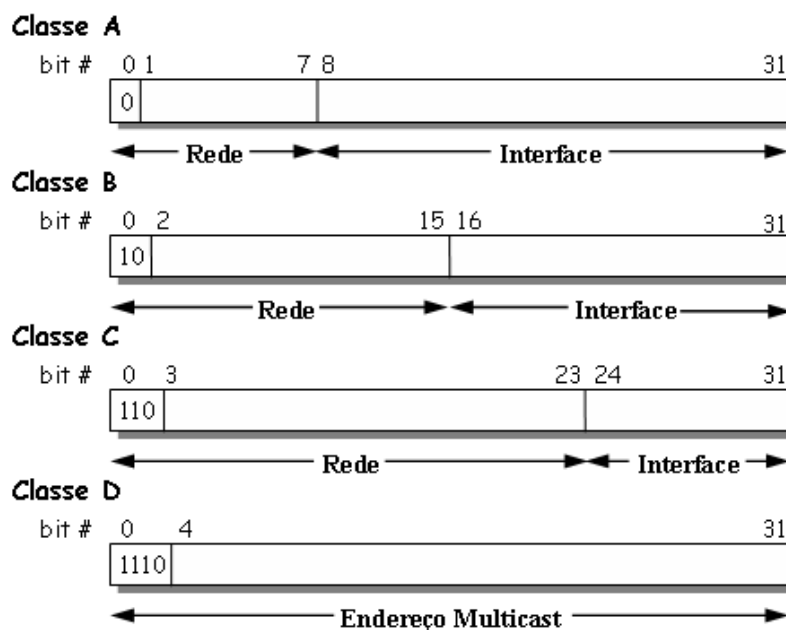 Classe A
bit # 0 1 7 8 31
0
Rede Interface
Classe B
bit # 0 2 15 16 31
10
Rede Interface
Classe C
bit # 0 3 23 24 31
110
Rede Interface
Classe D
bit # 0 4 31
1110
Endereço Multicast